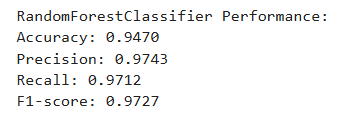 RandomForestClassifier Performance:
Accuracy: 0.9470
Precision: 0.9743
Recall: 0.9712
F1-score: 0.9727